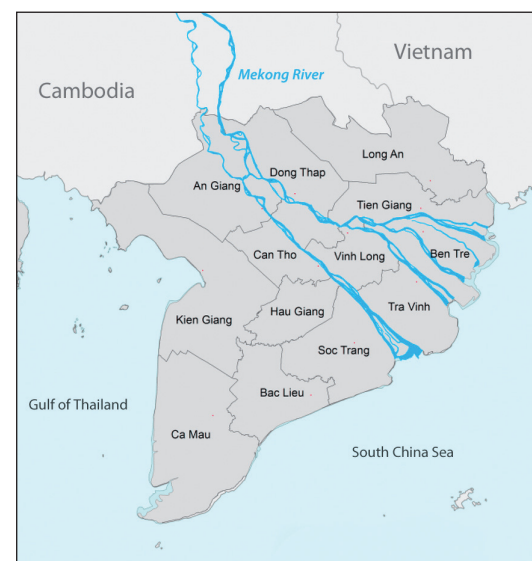 Vietnam
Mekong River
Cambodia
Long An
Dong Thap
An Giang
Tien Giang
Can Tho
Vinh Long
Ben Tre
Tra Vinh
Hau Giang
Kien Giang
Soc Trang
Bac Lieu
Gulf of Thailand
Ca Mau
South China Sea